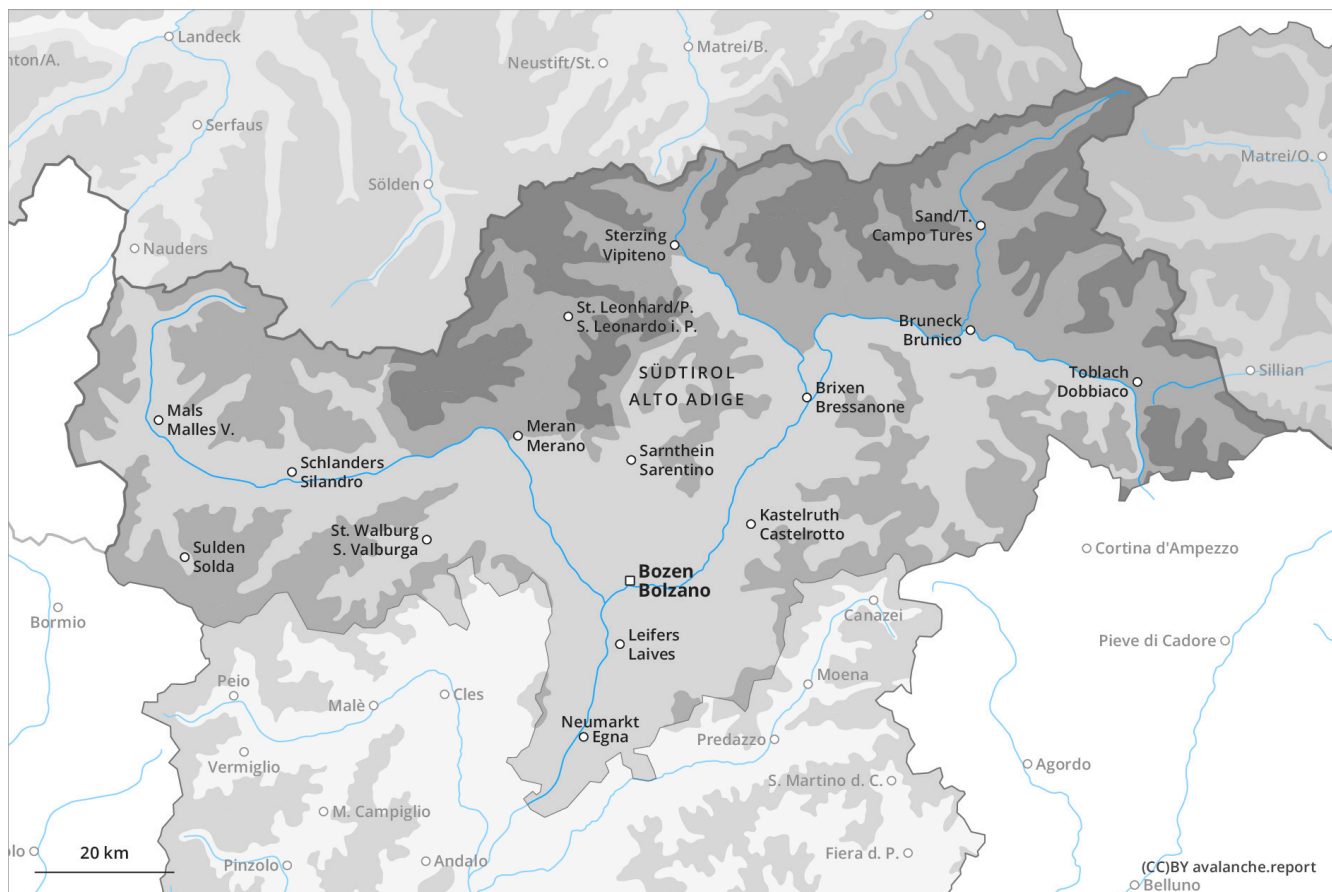 Landeck
nton/A.
Matrei/B.
Neustift/St.
Serfaus
Matrei/O.
Sölden
Sand/T.
Campo Tures
Sterzing
Vipiteno
Nauders
St. Leonhard/P.
S. Leonardo i. P.
Bruneck
Brunico
SÜDTIROL
ALTO ADIGE
Toblach
Dobbiaco
Sillian
Brixen
Bressanone
Mals
Malles V.
Meran
Merano
Sarnthein
Sarentino
Schlanders
Silandro
Kastelruth
Castelrotto
St. Walburg
S. Valburga
Sulden
Solda
Cortina d'Ampezzo
Bozen
Bolzano
Bormio
Canazei
Leifers
Laives
Pieve di Cadore
Peio
Malè
Cles
Moena
Neumarkt
Egna
Predazzo
Vermiglio
Agordo
S. Martino d. C.
M. Campiglio
olo
20 km
Pinzolo
Andalo
Fiera d. P.
(CC)BY avalanche.report
Belluno